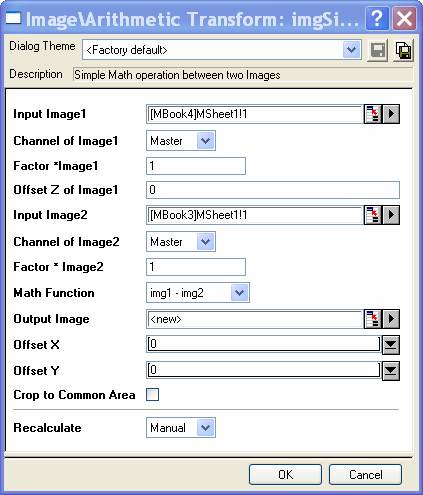 Image\Arithmetic Transform: imgSi...
Dialog Theme <Factory default>
Description Simple Math operation between two Images
Input Image1 [MBook4]MSheet1!1
Channel of Image1 Master
Factor *Image1 1
Offset Z of Image1 0
Input Image2 [MBook3]MSheet1!1
Channel of Image2 Master
Factor * Image2 1
Math Function img1 - img2
Output Image <new>
Offset X 0
Offset Y 0
Crop to Common Area
Recalculate Manual
OK Cancel